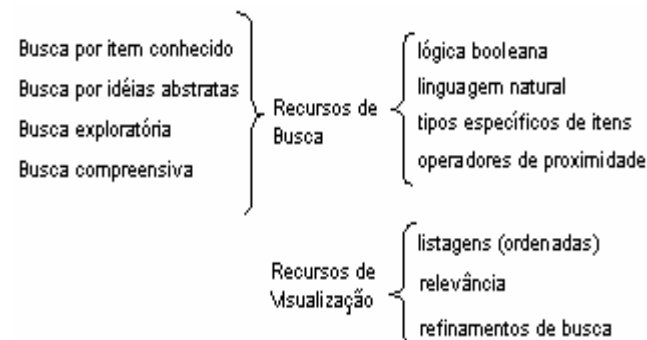 Busca por item conhecido
Busca por idéias abstratas
Busca exploratória
Busca compreensiva
Recursos de
Busca
lógica booleana
linguagem natural
tipos específicos de itens
operadores de proximidade
Recursos de
Visualização
listagens (ordenadas)
relevância
refinamentos de busca